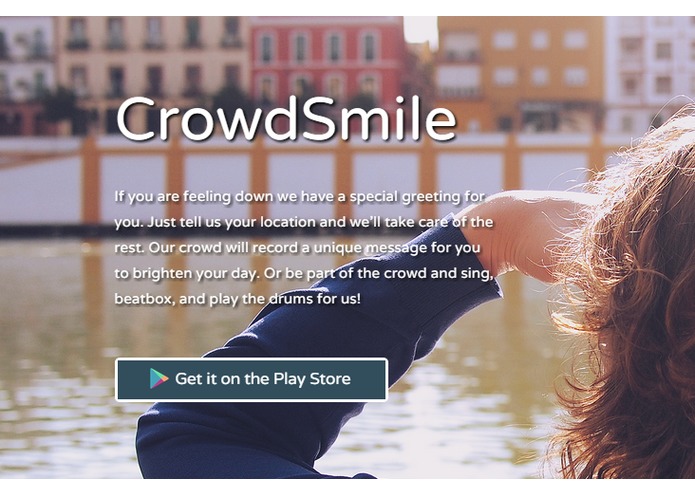 CrowdSmile
If you are feeling down we have a special greeting for
you. Just tell us your location and we'll take care of the
rest. Our crowd will record a unique message for you
to brighten your day. Or be part of the crowd and sing,
beatbox, and play the drums for us!
Get it on the Play Store